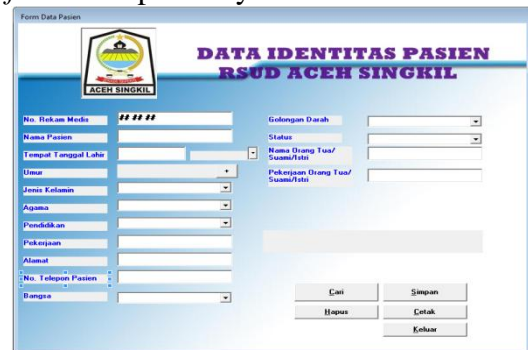 Form Data Pasien
ACEH SINGKIL
DATA IDENTITAS PASIEN
RSUD ACEH SINGKIL
No. Rekam Medis
## ## ##
Nama Pasien
Tempat Tanggal Lahir
Umur
Jenis Kelamin
Agama
Pendidikan
Pekerjaan
Alamat
No. Telepon Pasien
Bangsa
Golongan Darah
Status
Nama Orang Tua/
Suami/Istri
Pekerjaan Orang Tua/
Suami/Istri
Cari
Simpan
Hapus
Cetak
Keluar